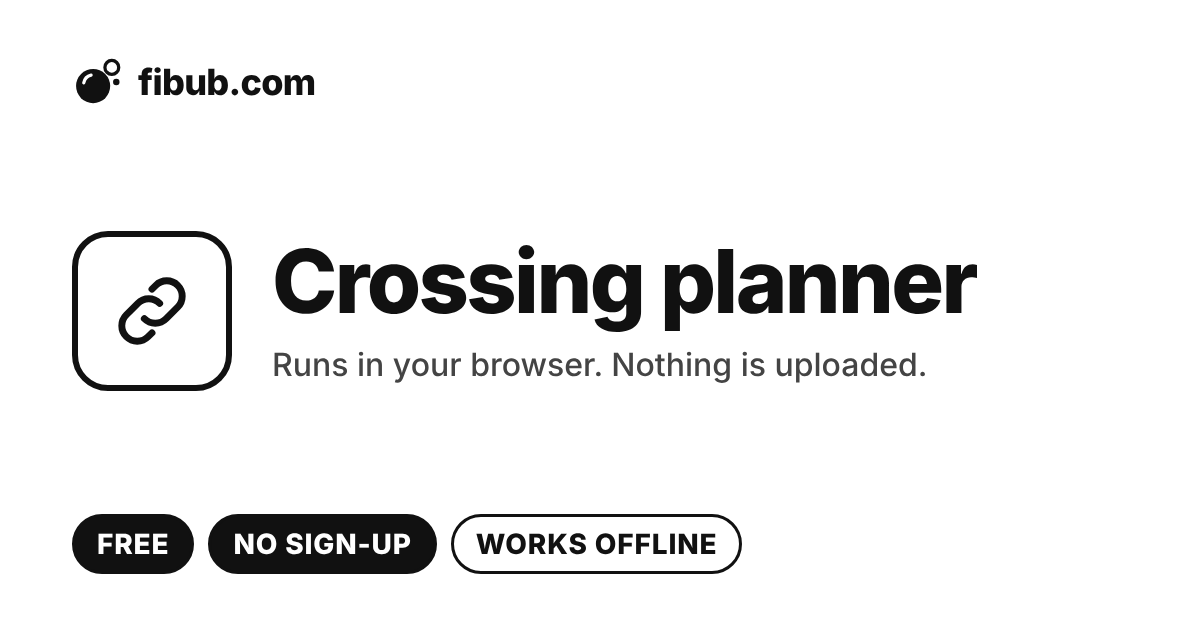 fibub.com
Crossing planner
Runs in your browser. Nothing is uploaded.
FREE
NO SIGN-UP
WORKS OFFLINE